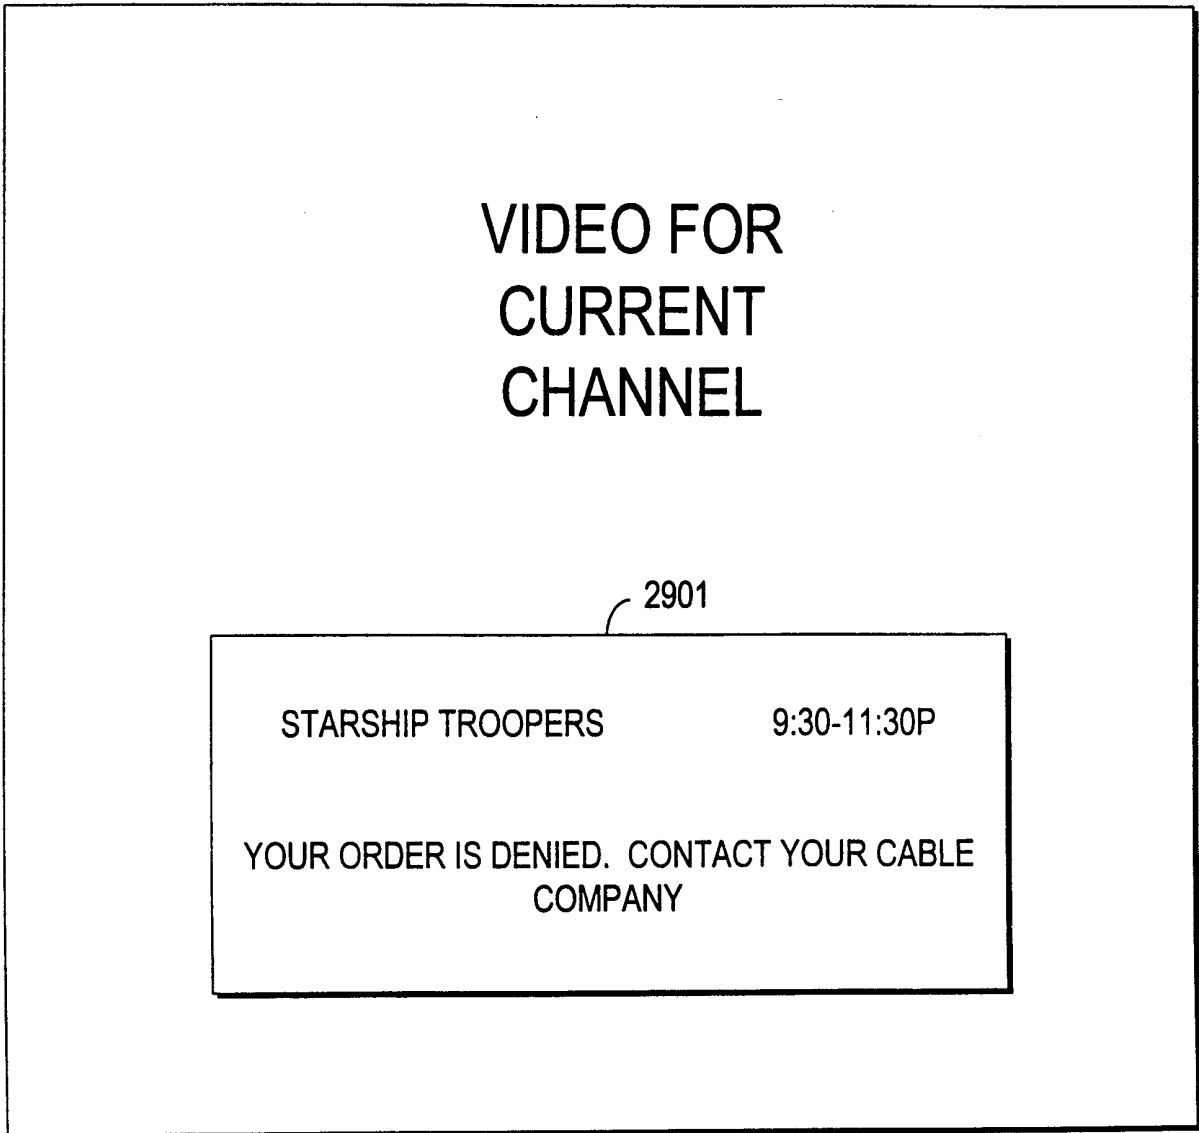 VIDEO FOR
CURRENT
CHANNEL
2901
STARSHIP TROOPERS 9:30-11:30P
YOUR ORDER IS DENIED. CONTACT YOUR CABLE
COMPANY